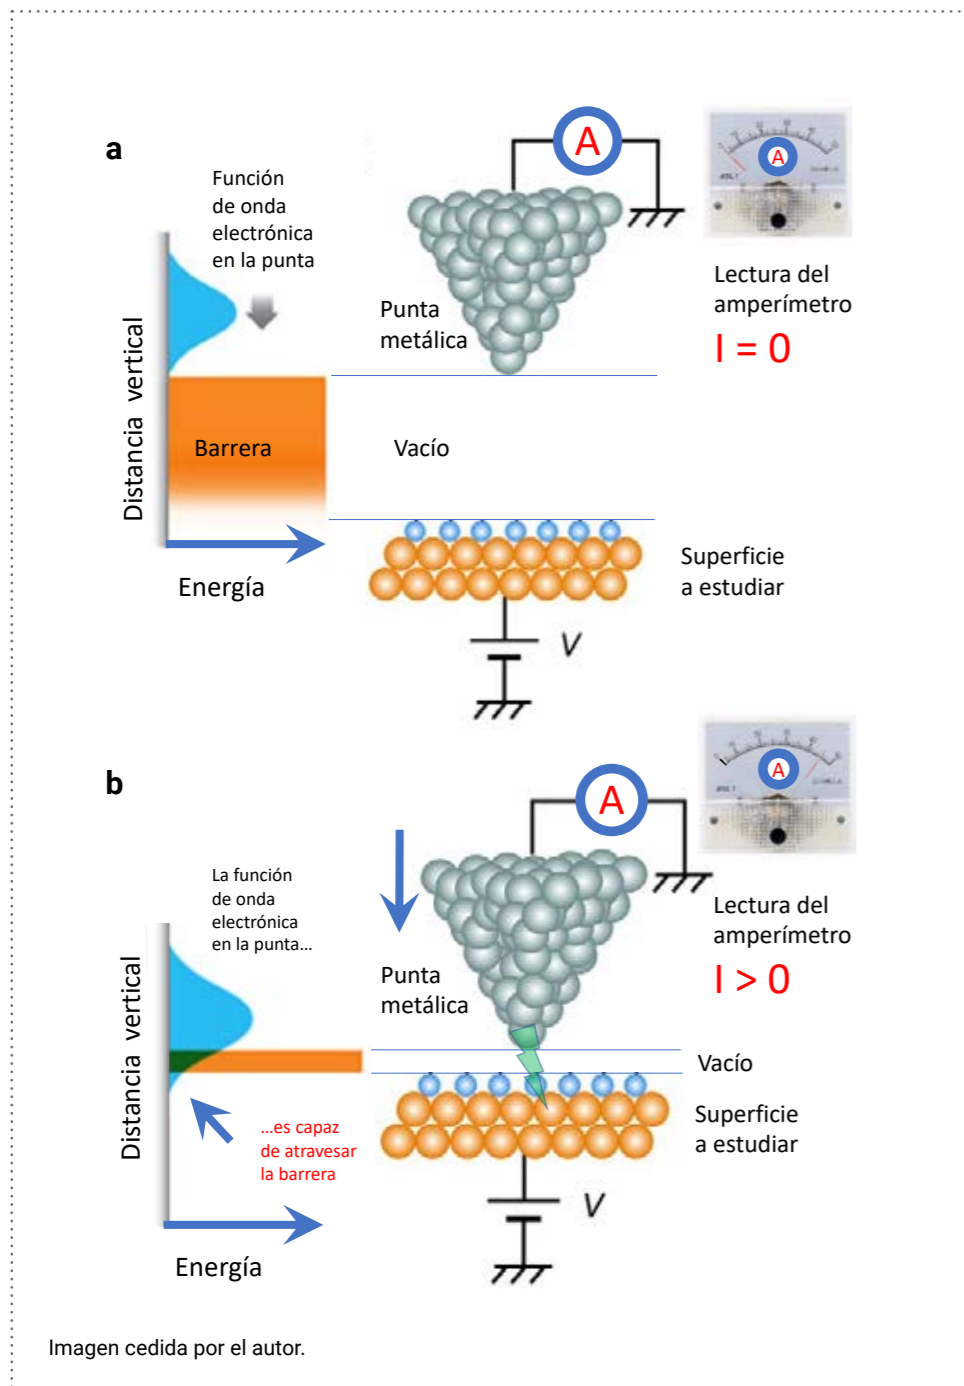 a
Función
de onda
electrónica
en la punta
A
A
Lectura del
amperímetro
I = 0
Punta
metálica
Distancia vertical
Barrera
Vacío
Energía
Superficie
a estudiar
V
b
La función
de onda
electrónica
en la punta...
A
A
Lectura del
amperímetro
I > 0
Punta
metálica
Distancia vertical
Vacío
...es capaz
de atravesar
la barrera
Superficie
a estudiar
V
Energía
Imagen cedida por el autor.